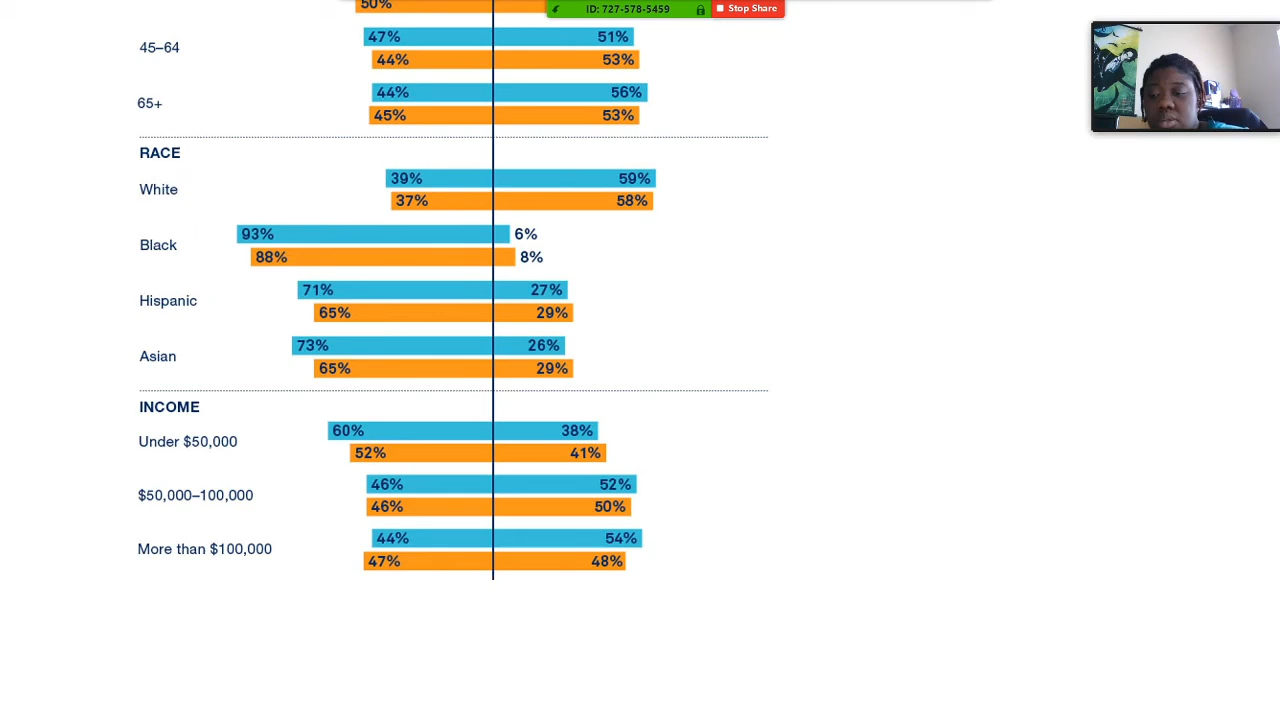 50%
ID: 727-578-5459 Stop Share
45–64 47% 51%
44% 53%
65+ 44% 56%
45% 53%
RACE
White 39% 59%
37% 58%
Black 93% 6%
88% 8%
Hispanic 71% 27%
65% 29%
Asian 73% 26%
65% 29%
INCOME
Under $50,000 60% 38%
52% 41%
$50,000–100,000 46% 52%
46% 50%
More than $100,000 44% 54%
47% 48%